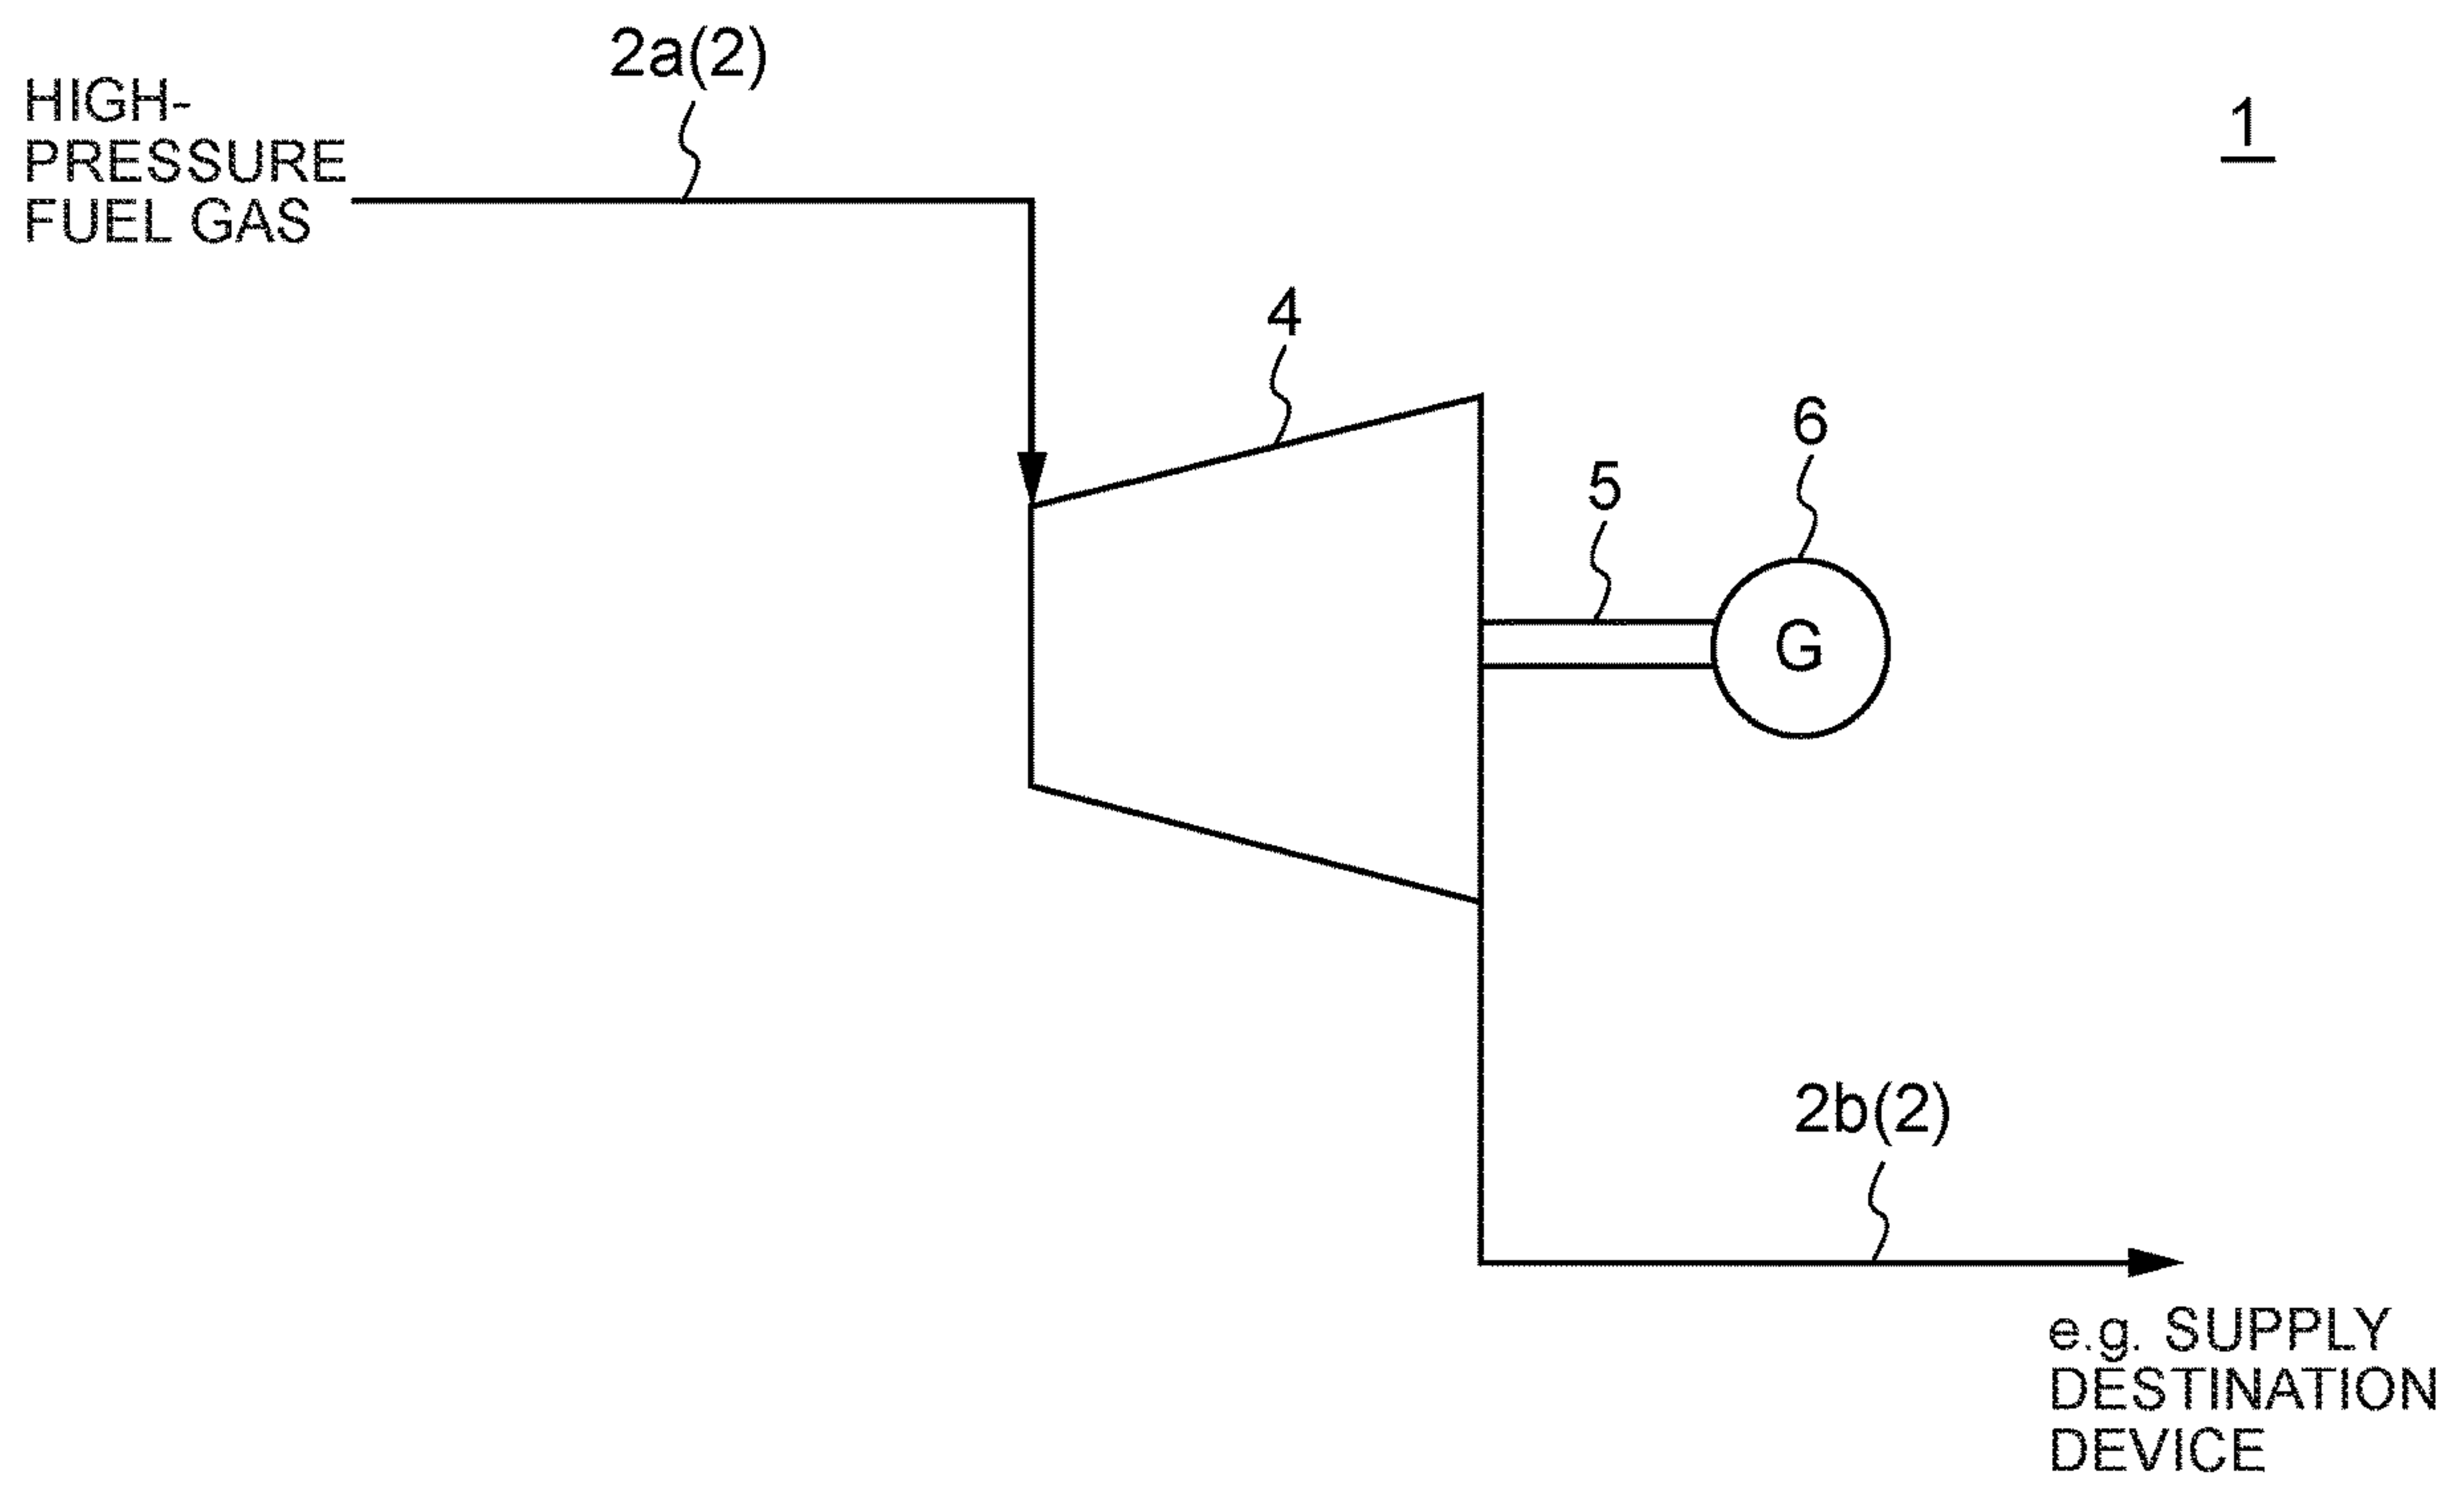 2a(2)
HIGH-
PRESSURE
FUEL GAS
1
4
6
5
G
2b(2)
e.g. SUPPLY
DESTINATION
DEVICE